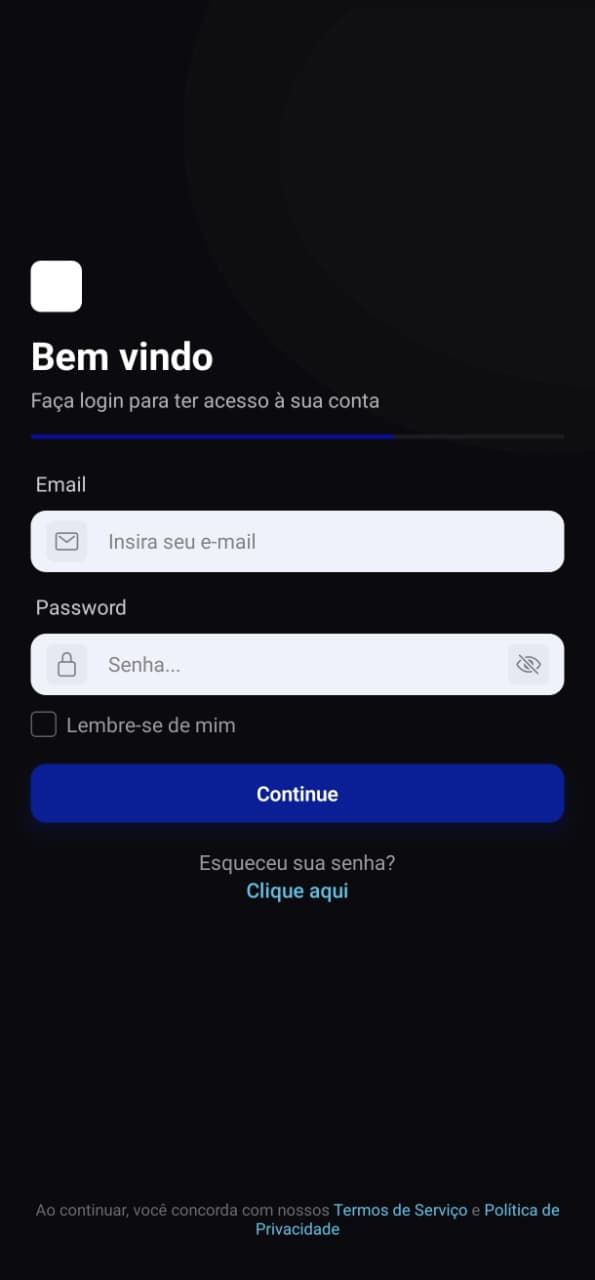 Bem vindo
Faça login para ter acesso à sua conta
Email
Insira seu e-mail
Password
Senha...
Lembre-se de mim
Continue
Esqueceu sua senha?
Clique aqui
Ao continuar, você concorda com nossos Termos de Serviço e Política de
Privacidade